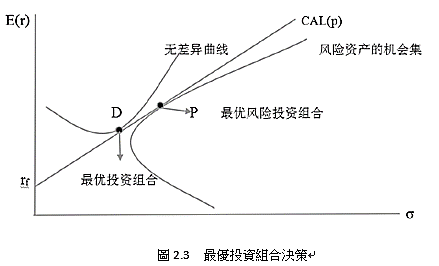 E(r)
CAL(p)
无差异曲线
风险资产的机会集
D
P
最优风险投资组合
最优投资组合
rf
σ
圖 2.3 最優投資組合決策↵